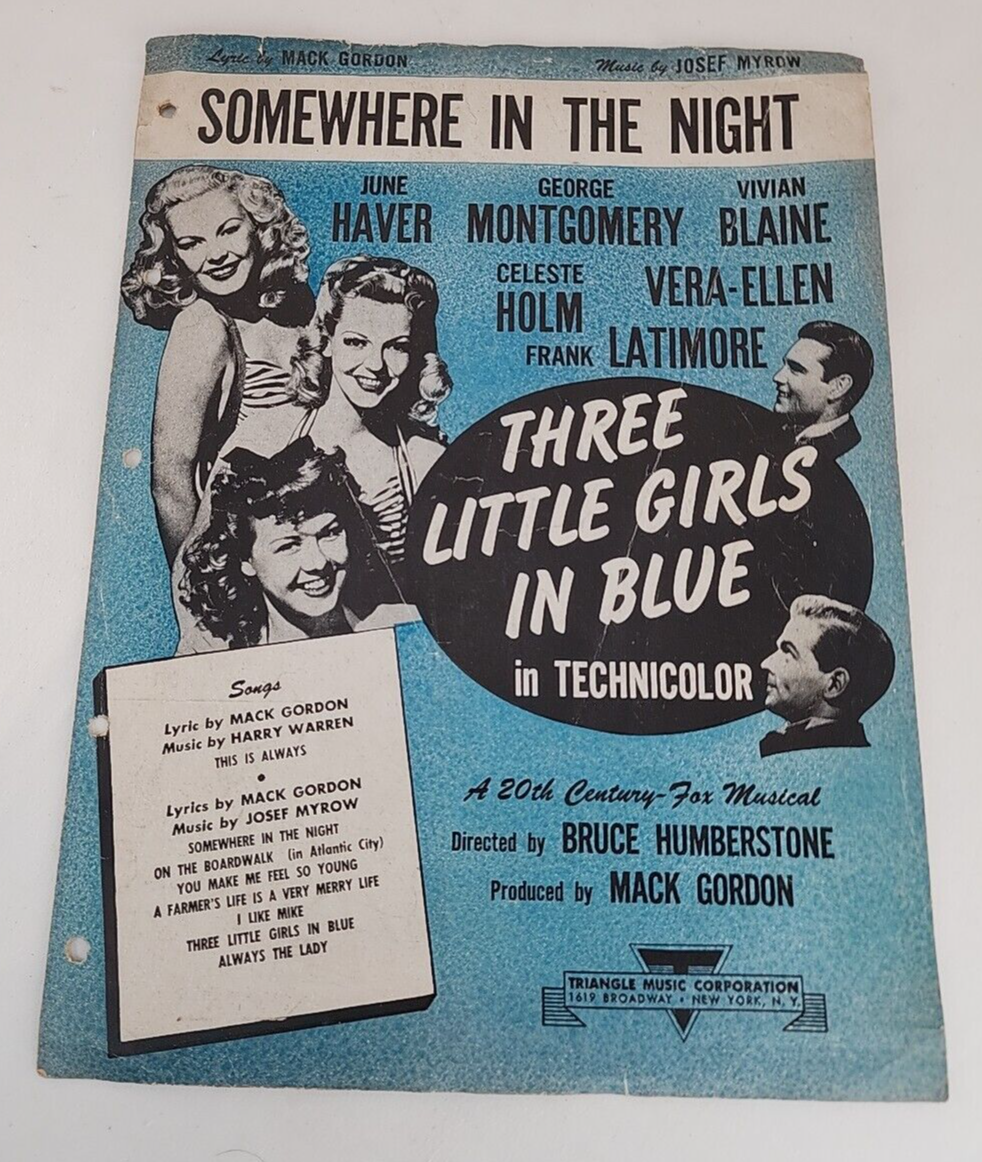 Lyric by MACK GORDON Music by JOSEF MYROW
SOMEWHERE IN THE NIGHT
JUNE HAVER
GEORGE MONTGOMERY
VIVIAN BLAINE
CELESTE HOLM
VERA-ELLEN
FRANK LATIMORE
THREE
LITTLE GIRLS
IN BLUE
in TECHNICOLOR
Songs
Lyric by MACK GORDON
Music by HARRY WARREN
THIS IS ALWAYS
•
Lyrics by MACK GORDON
Music by JOSEF MYROW
SOMEWHERE IN THE NIGHT
ON THE BOARDWALK (in Atlantic City)
YOU MAKE ME FEEL SO YOUNG
A FARMER'S LIFE IS A VERY MERRY LIFE
I LIKE MIKE
THREE LITTLE GIRLS IN BLUE
ALWAYS THE LADY
A 20th Century-Fox Musical
Directed by BRUCE HUMBERSTONE
Produced by MACK GORDON
TRIANGLE MUSIC CORPORATION
1619 BROADWAY • NEW YORK, N. Y.